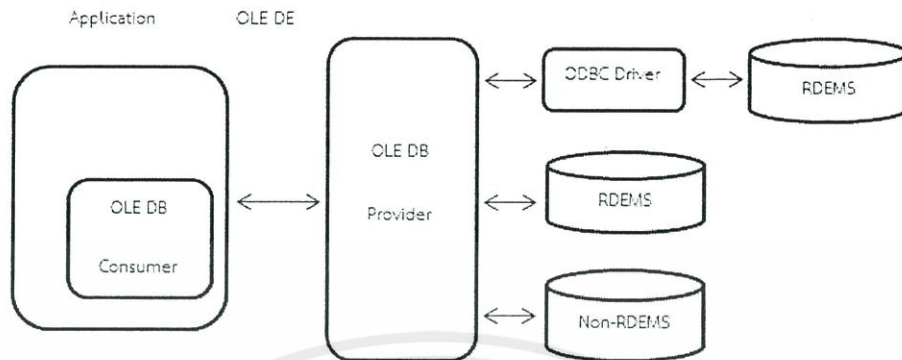 Application
OLE DE
OLE DB
Consumer
OLE DB
Provider
ODBC Driver
RDEMS
RDEMS
Non-RDEMS